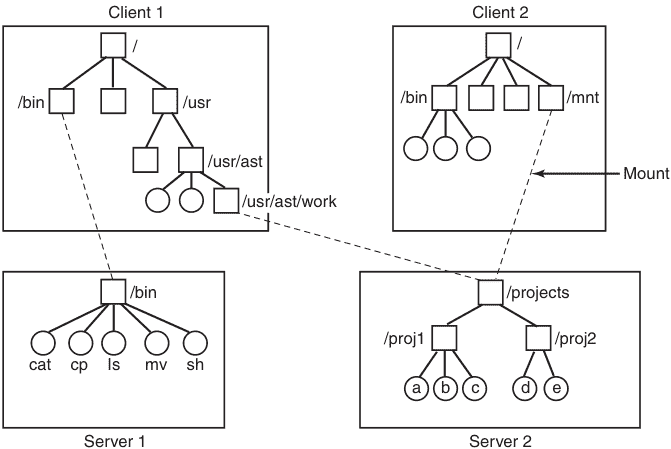 Client 1
Client 2
/
/
/bin
/usr
/bin
/mnt
/usr/ast
Mount
/usr/ast/work
/bin
/projects
/proj1
/proj2
cat
cp
ls
mv
sh
a
b
c
d
e
Server 1
Server 2